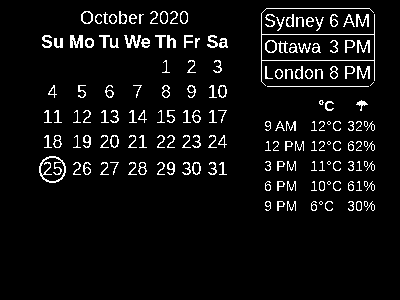 October 2020
Su Mo Tu We Th Fr Sa
1 2 3
4 5 6 7 8 9 10
11 12 13 14 15 16 17
18 19 20 21 22 23 24
25 26 27 28 29 30 31
Sydney 6 AM
Ottawa 3 PM
London 8 PM
°C ☂
9 AM 12°C 32%
12 PM 12°C 62%
3 PM 11°C 31%
6 PM 10°C 61%
9 PM 6°C 30%